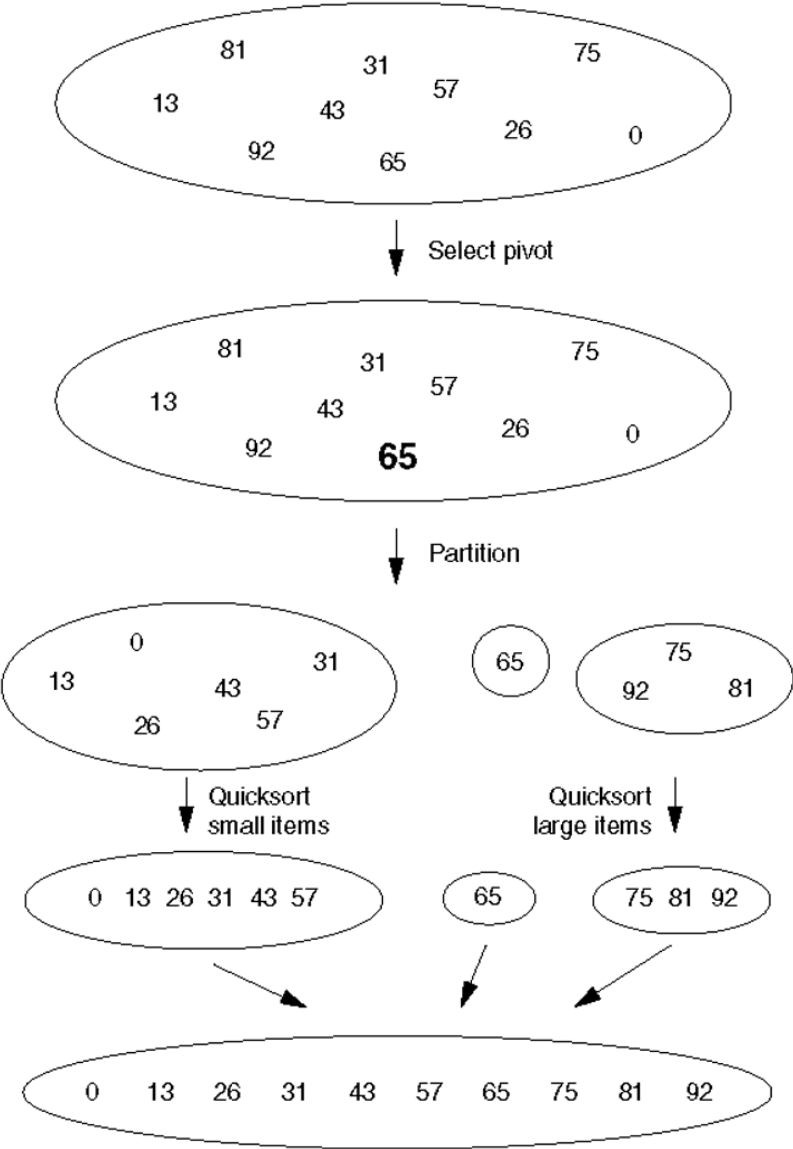 81 31 75
57
13 43
26 0
92 65
Select pivot
81 31 75
57
13 43
26 0
92 65
Partition
0
13 43 31
26 57
65
75
92 81
Quicksort
small items
Quicksort
large items
0 13 26 31 43 57
65
75 81 92
0 13 26 31 43 57 65 75 81 92